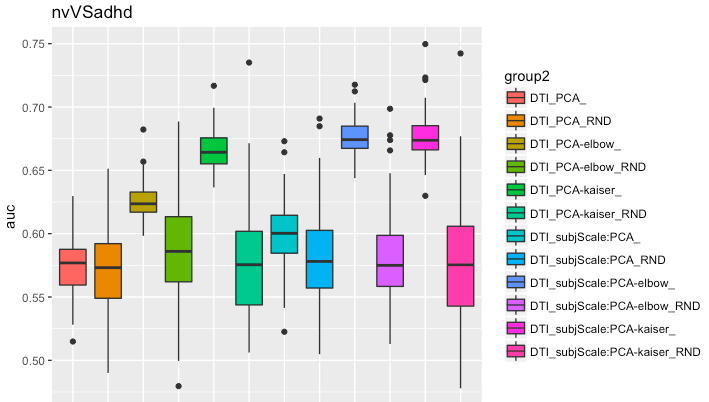 nvVSadhd
auc
0.75
0.70
0.65
0.60
0.55
0.50
group2
DTI_PCA_
DTI_PCA_RND
DTI_PCA-elbow_
DTI_PCA-elbow_RND
DTI_PCA-kaiser_
DTI_PCA-kaiser_RND
DTI_subjScale:PCA_
DTI_subjScale:PCA_RND
DTI_subjScale:PCA-elbow_
DTI_subjScale:PCA-elbow_RND
DTI_subjScale:PCA-kaiser_
DTI_subjScale:PCA-kaiser_RND